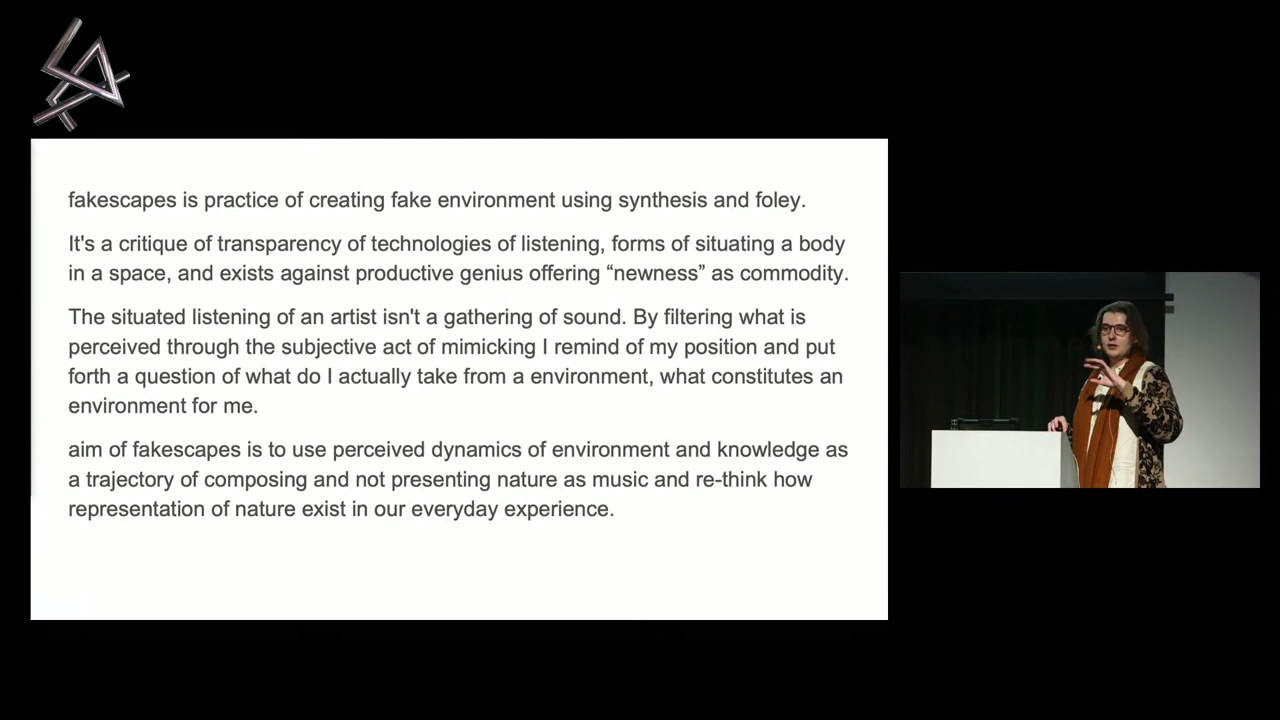 fakescapes is practice of creating fake environment using synthesis and foley.
It's a critique of transparency of technologies of listening, forms of situating a body
in a space, and exists against productive genius offering “newness” as commodity.
The situated listening of an artist isn't a gathering of sound. By filtering what is
perceived through the subjective act of mimicking I remind of my position and put
forth a question of what do I actually take from a environment, what constitutes an
environment for me.
aim of fakescapes is to use perceived dynamics of environment and knowledge as
a trajectory of composing and not presenting nature as music and re-think how
representation of nature exist in our everyday experience.